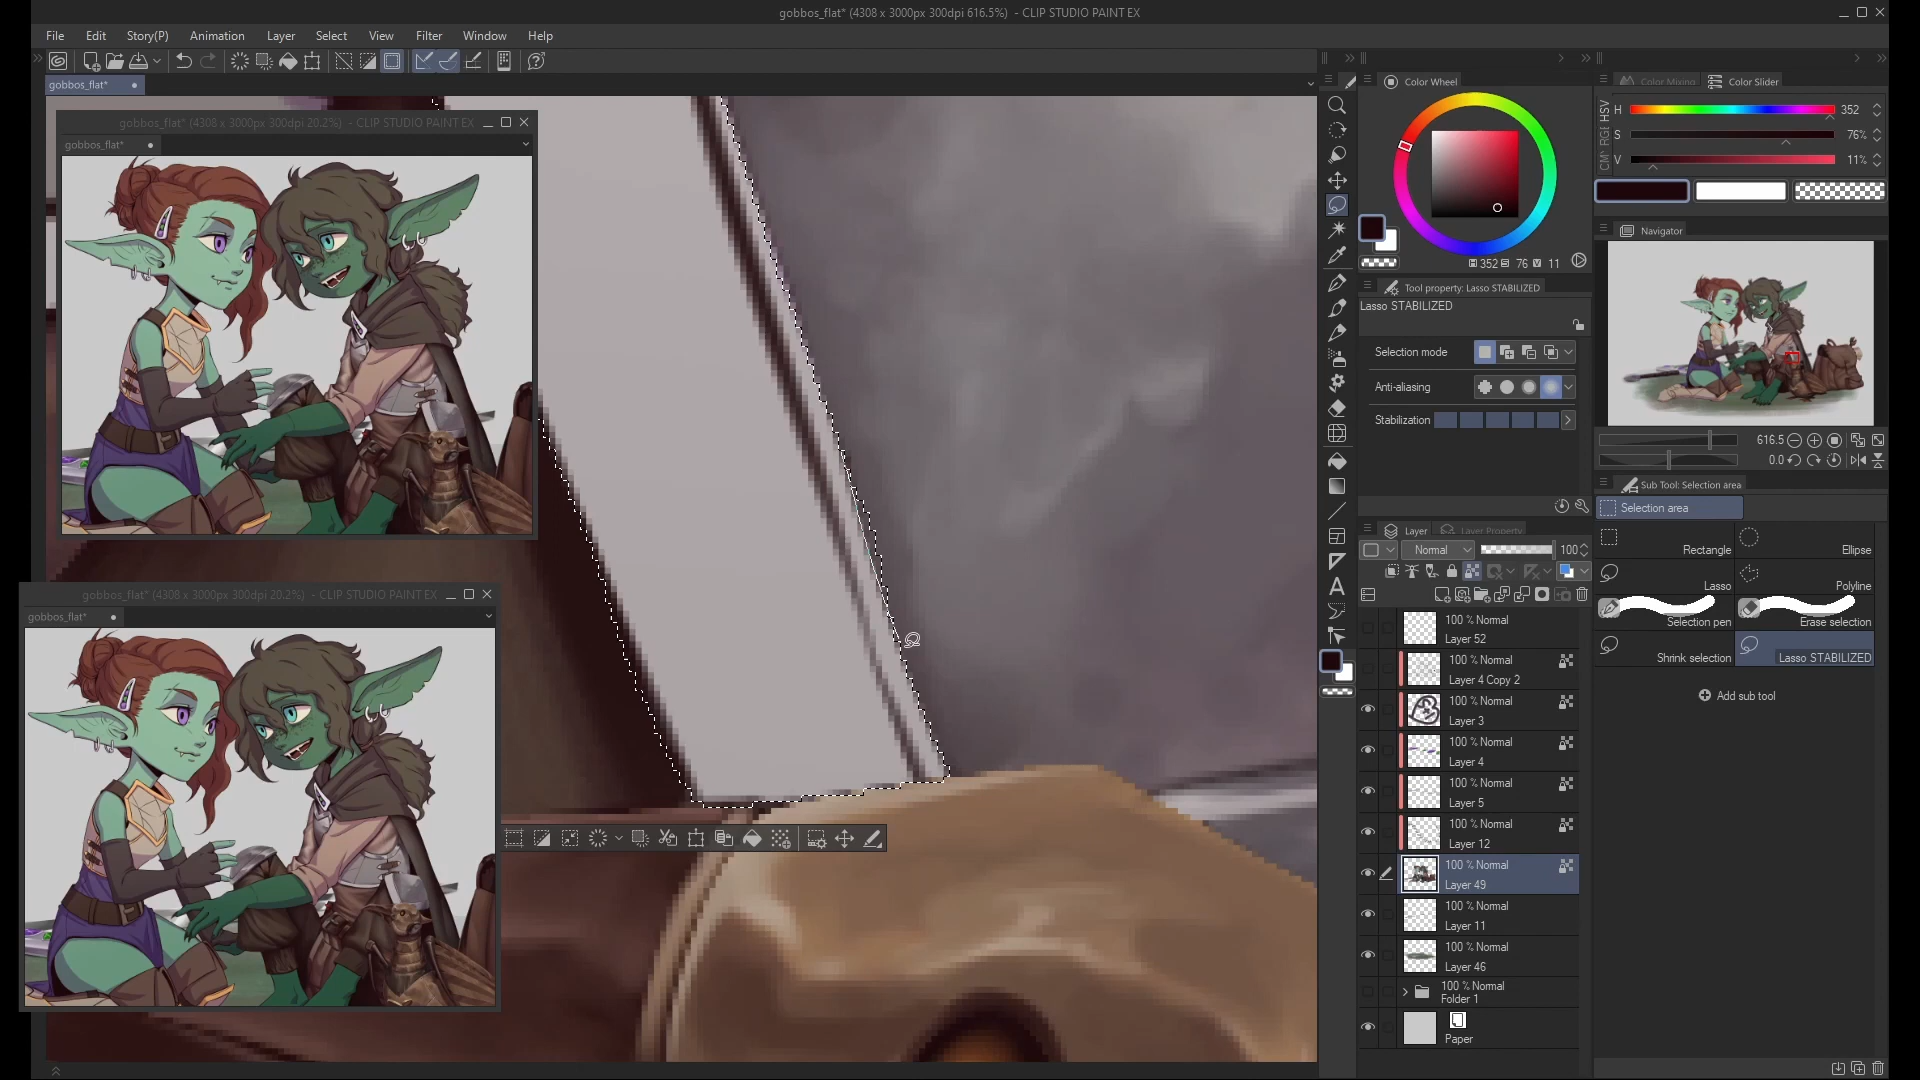 gobbos_flat* (4308 x 3000px 300dpi 616.5%) - CLIP STUDIO PAINT EX
File Edit Story(P) Animation Layer Select View Filter Window Help
gobbos_flat*
gobbos_flat* (4308 x 3000px 300dpi 20.2%) - CLIP STUDIO PAINT EX
gobbos_flat*
gobbos_flat* (4308 x 3000px 300dpi 20.2%) - CLIP STUDIO PAINT EX
gobbos_flat*
Color Wheel
H 352 S 76 V 11
Tool property: Lasso STABILIZED
Lasso STABILIZED
Selection mode
Anti-aliasing
Stabilization
Layer Layer Property
Normal 100
100 % Normal
Layer 52
100 % Normal
Layer 4 Copy 2
100 % Normal
Layer 3
100 % Normal
Layer 4
100 % Normal
Layer 5
100 % Normal
Layer 12
100 % Normal
Layer 49
100 % Normal
Layer 11
100 % Normal
Layer 46
100 % Normal
Folder 1
Paper
Color Mixing Color Slider
HSV
RGB
H 352
S 76%
V 11%
Navigator
616.5
0.0
Sub Tool: Selection area
Selection area
Rectangle Ellipse
Lasso Polyline
Selection pen Erase selection
Shrink selection Lasso STABILIZED
Add sub tool